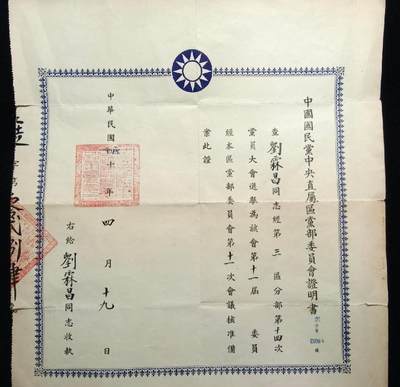 中國國民黨中央直屬區黨部委員會證明書
查劉霖昌同志經第三區分部第十四次
黨員大會選舉為該會第十一屆委員
經本區黨部委員會第十一次會議核准備
案此證
右給劉霖昌同志收執
中華民國 十年四月十九日
字第